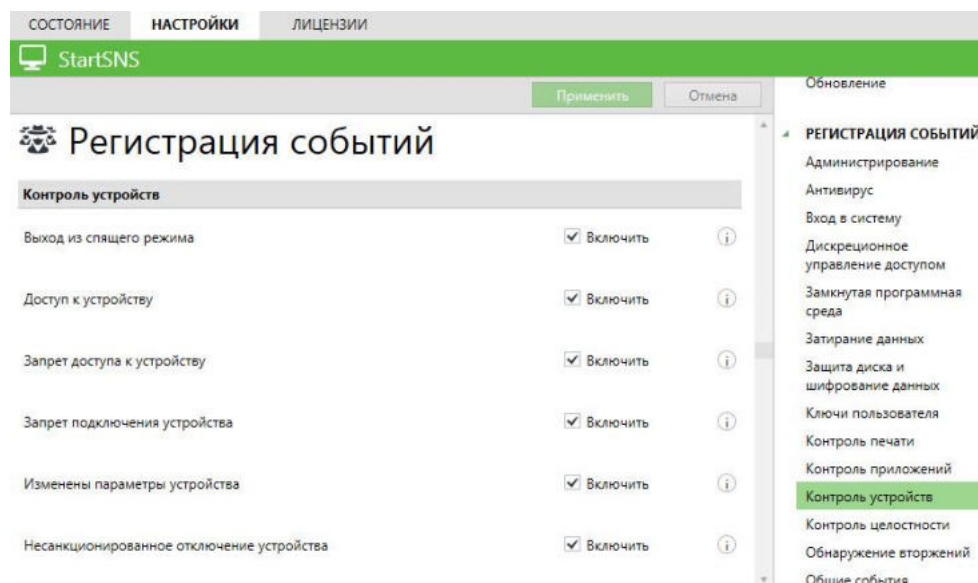 СОСТОЯНИЕ НАСТРОЙКИ ЛИЦЕНЗИИ
StartSNS
Применить Отмена
Регистрация событий
Контроль устройств
Выход из спящего режима Включить
Доступ к устройству Включить
Запрет доступа к устройству Включить
Запрет подключения устройства Включить
Изменены параметры устройства Включить
Несанкционированное отключение устройства Включить
Обновление
РЕГИСТРАЦИЯ СОБЫТИЙ
Администрирование
Антивирус
Вход в систему
Дискреционное
управление доступом
Замкнутая программная
среда
Затирание данных
Защита диска и
шифрование данных
Ключи пользователя
Контроль печати
Контроль приложений
Контроль устройств
Контроль целостности
Обнаружение вторжений
Общие события